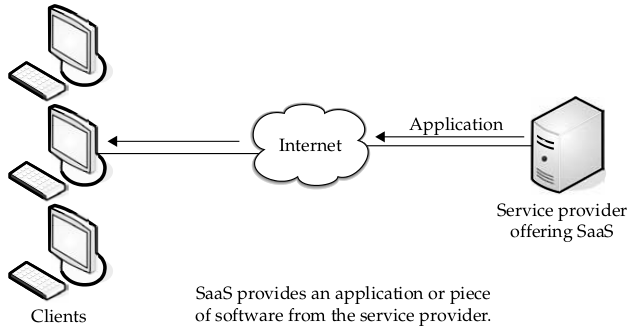 Application
Internet
Service provider
offering SaaS
Clients
SaaS provides an application or piece
of software from the service provider.